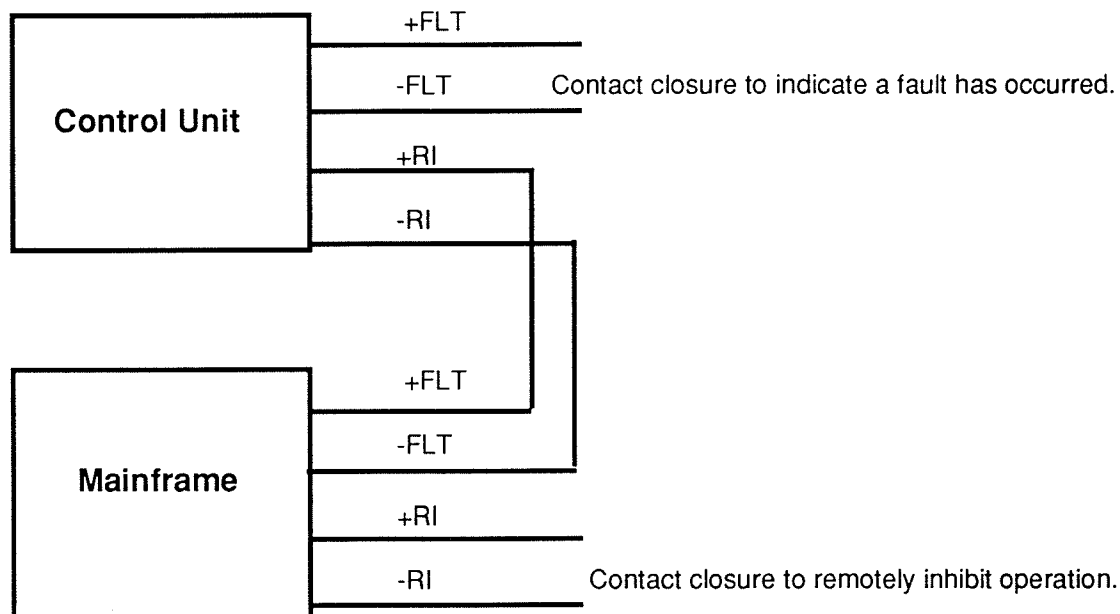 +FLT
-FLT
Contact closure to indicate a fault has occurred.
Control Unit
+RI
-RI
+FLT
-FLT
Mainframe
+RI
-RI
Contact closure to remotely inhibit operation.